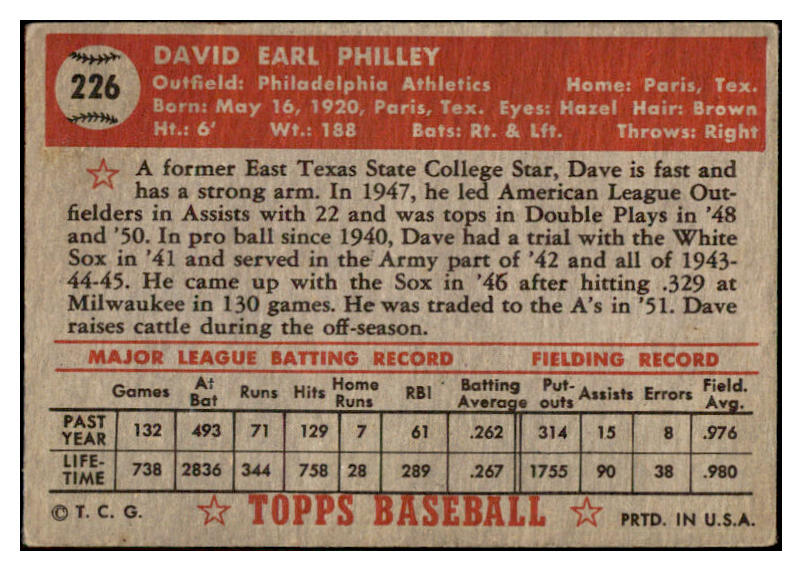 226
DAVID EARL PHILLEY
Outfield: Philadelphia Athletics Home: Paris, Tex.
Born: May 16, 1920, Paris, Tex. Eyes: Hazel Hair: Brown
Ht.: 6' Wt.: 188 Bats: Rt. & Lft. Throws: Right
A former East Texas State College Star, Dave is fast and
has a strong arm. In 1947, he led American League Out-
fielders in Assists with 22 and was tops in Double Plays in '48
and '50. In pro ball since 1940, Dave had a trial with the White
Sox in '41 and served in the Army part of '42 and all of 1943-
44-45. He came up with the Sox in '46 after hitting .329 at
Milwaukee in 130 games. He was traded to the A's in '51. Dave
raises cattle during the off-season.
MAJOR LEAGUE BATTING RECORD FIELDING RECORD
Games At Bat Runs Hits Home Runs RBI Batting Average Put-outs Assists Errors Field. Avg.
PAST YEAR 132 493 71 129 7 61 .262 314 15 8 .976
LIFE-TIME 738 2836 344 758 28 289 .267 1755 90 38 .980
© T. C. G. TOPPS BASEBALL PRTD. IN U.S.A.